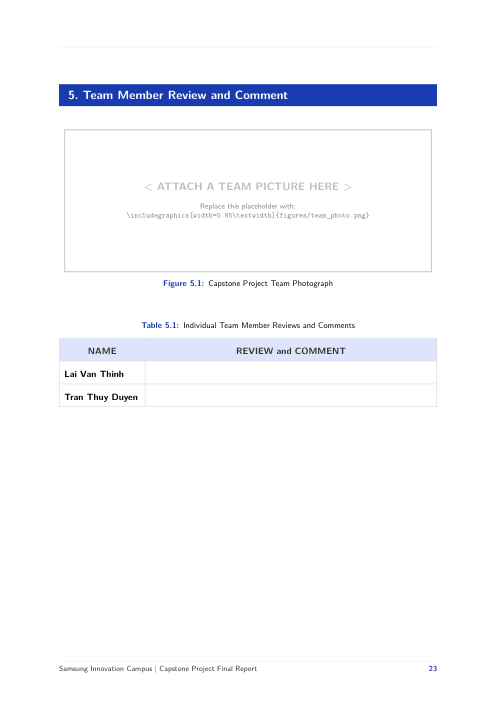 5. Team Member Review and Comment
< ATTACH A TEAM PICTURE HERE >
Replace this placeholder with:
\includegraphics[width=0.85\textwidth]{figures/team_photo.png}
Figure 5.1: Capstone Project Team Photograph
Table 5.1: Individual Team Member Reviews and Comments
NAME REVIEW and COMMENT
Lai Van Thinh
Tran Thuy Duyen
Samsung Innovation Campus | Capstone Project Final Report 23